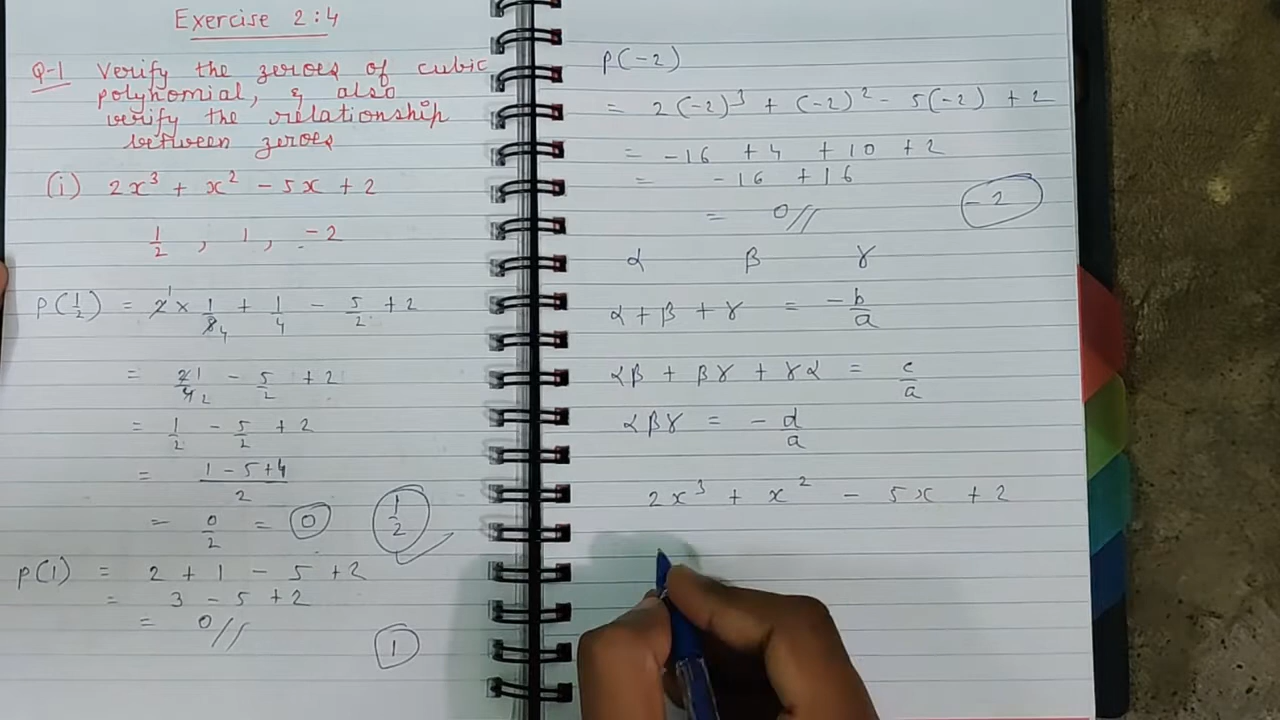 Exercise 2:4
Q-1 Verify the zeroes of cubic
polynomial, & also
verify the relationship
between zeroes
(i) 2x³ + x² - 5x + 2
1/2 , 1 , -2
P(1/2) = 2¹ × 1/8₄ + 1/4 - 5/2 + 2
= 2¹/4₂ - 5/2 + 2
= 1/2 - 5/2 + 2
= 1-5+4/2
= 0/2 = 0 1/2
P(1) = 2 + 1 - 5 + 2
= 3 - 5 + 2
= 0//
1
P(-2)
= 2(-2)³ + (-2)² - 5(-2) + 2
= -16 + 4 + 10 + 2
= -16 + 16
= 0// -2
α β γ
α + β + γ = -b/a
αβ + βγ + γα = c/a
αβγ = -d/a
2x³ + x² - 5x + 2